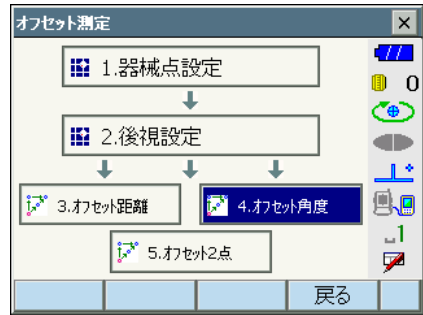 オフセット測定
1.器械点設定
0
2.後視設定
3.オフセット距離
4.オフセット角度
1
5.オフセット2点
戻る